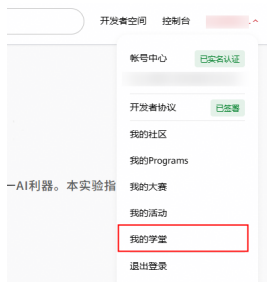 开发者空间 控制台
帐号中心 已实名认证
开发者协议 已签署
我的社区
我的Programs
我的大赛
一AI利器。本实验指
我的活动
我的学堂
退出登录